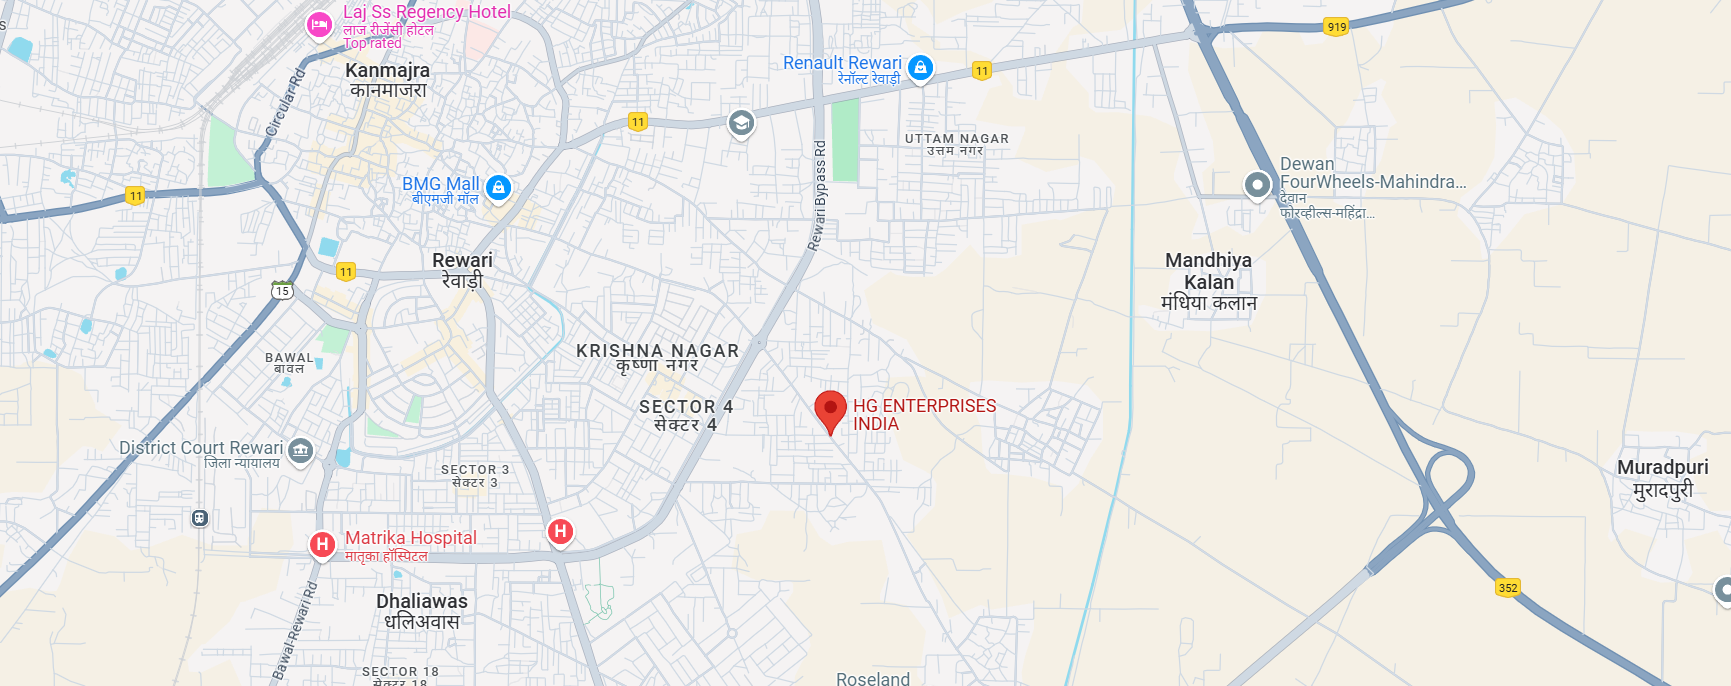 Laj Ss Regency Hotel
लाज रीजेंसी होटल
Top rated
Kanmajra
कानमाजरा
Circular Rd
919
Renault Rewari
रेनॉल्ट रेवाड़ी
11
11
UTTAM NAGAR
उत्तम नगर
Rewari Bypass Rd
Dewan
FourWheels-Mahindra...
देवान
फोरव्हील्स-महिंद्रा...
BMG Mall
बीएमजी मॉल
11
Rewari
रेवाड़ी
11
15
Mandhiya
Kalan
मंधिया कलान
KRISHNA NAGAR
कृष्णा नगर
BAWAL
बावल
SECTOR 4
सेक्टर 4
HG ENTERPRISES
INDIA
District Court Rewari
जिला न्यायालय
SECTOR 3
सेक्टर 3
Muradpuri
मुरादपुरी
H
Matrika Hospital
मातृका हॉस्पिटल
H
352
Dhaliawas
धलिअवास
Bawal-Rewari Rd
SECTOR 18
सेक्टर 18
Roseland